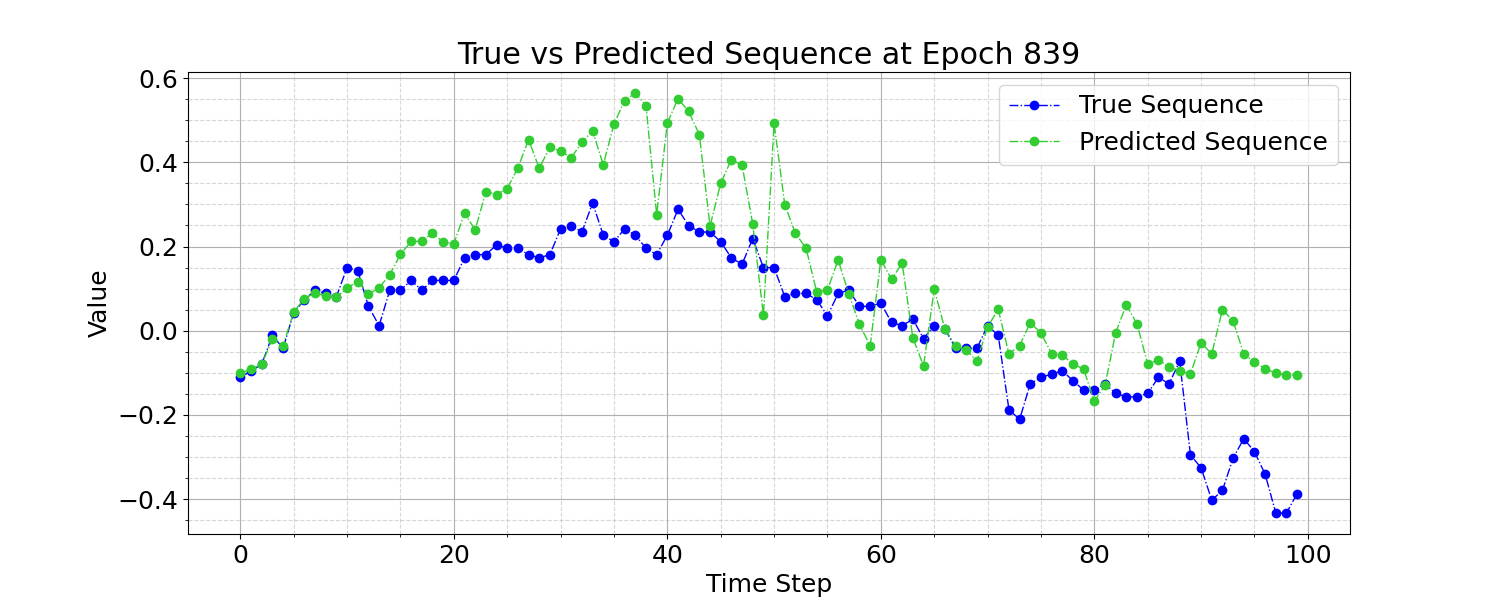 True vs Predicted Sequence at Epoch 839
True Sequence
Predicted Sequence
0.6
0.4
0.2
0.0
−0.2
−0.4
Value
0 20 40 60 80 100
Time Step